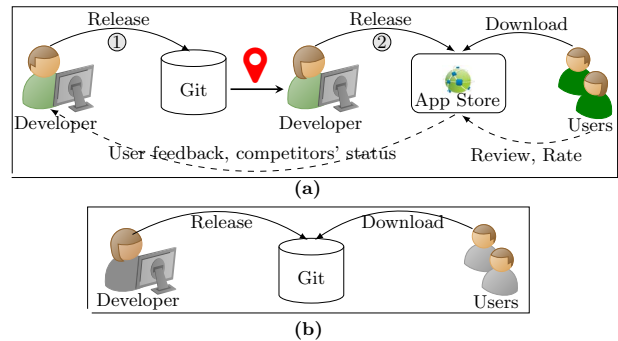 Release
Release
Download
1
2
Git
App Store
Developer
Developer
Users
User feedback, competitors' status
Review, Rate
(a)
Release
Download
Git
Developer
Users
(b)